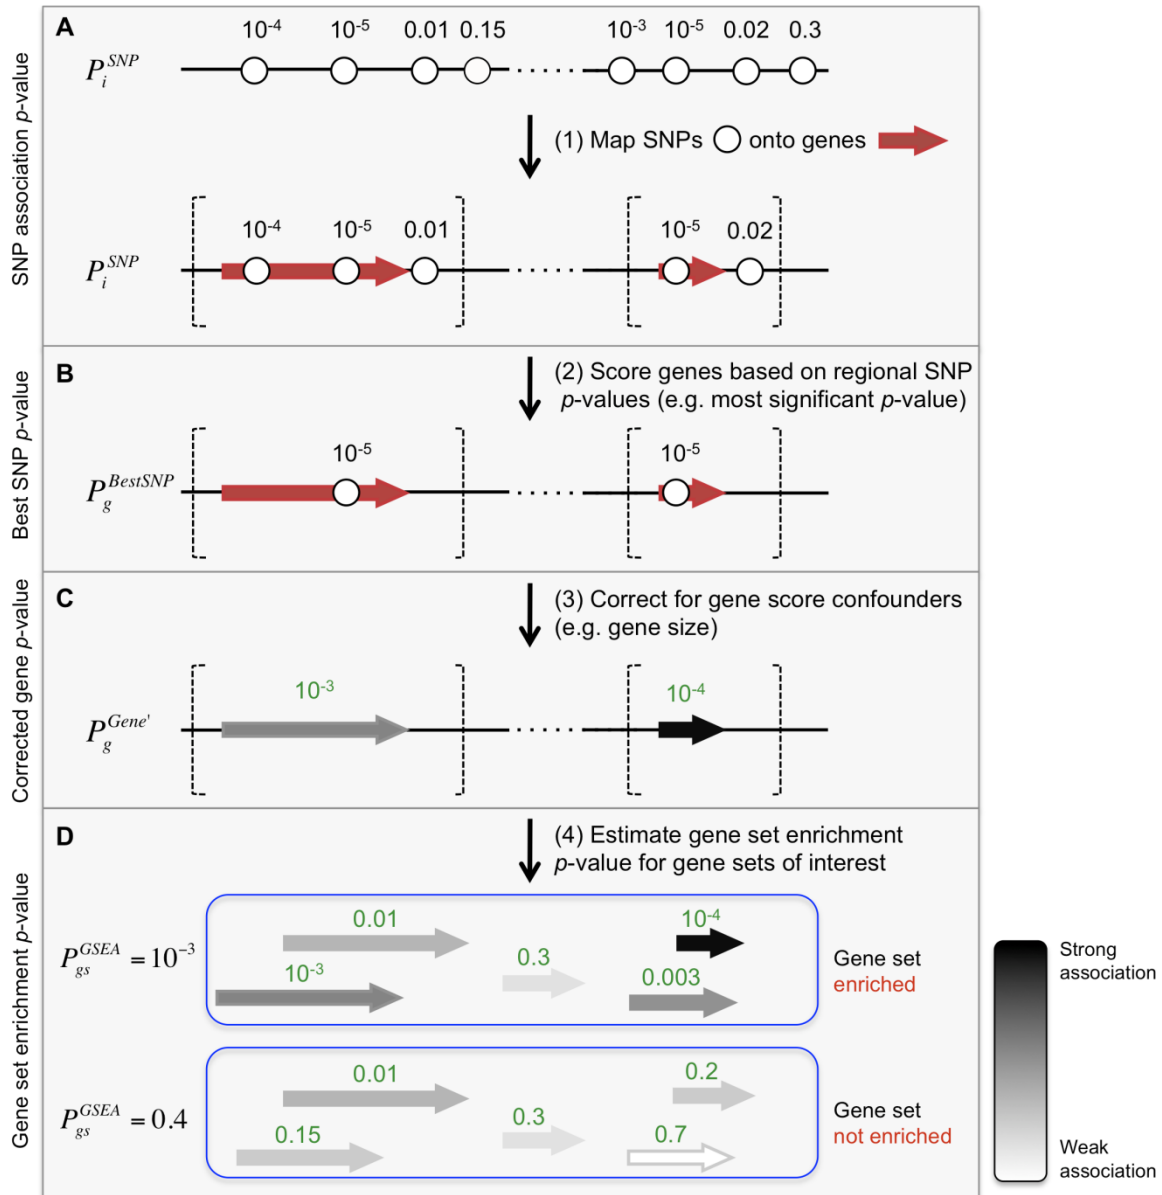 SNP association p-value
A
10⁻⁴ 10⁻⁵ 0.01 0.15 10⁻³ 10⁻⁵ 0.02 0.3
P_i^{SNP}
(1) Map SNPs onto genes
10⁻⁴ 10⁻⁵ 0.01 10⁻⁵ 0.02
P_i^{SNP}
Best SNP p-value
B
(2) Score genes based on regional SNP
p-values (e.g. most significant p-value)
10⁻⁵ 10⁻⁵
P_g^{BestSNP}
Corrected gene p-value
C
(3) Correct for gene score confounders
(e.g. gene size)
10⁻³ 10⁻⁴
P_g^{Gene'}
Gene set enrichment p-value
D
(4) Estimate gene set enrichment
p-value for gene sets of interest
P_{gs}^{GSEA} = 10⁻³
0.01 10⁻⁴
10⁻³ 0.3 0.003
Gene set
enriched
P_{gs}^{GSEA} = 0.4
0.01 0.2
0.15 0.3 0.7
Gene set
not enriched
Strong
association
Weak
association